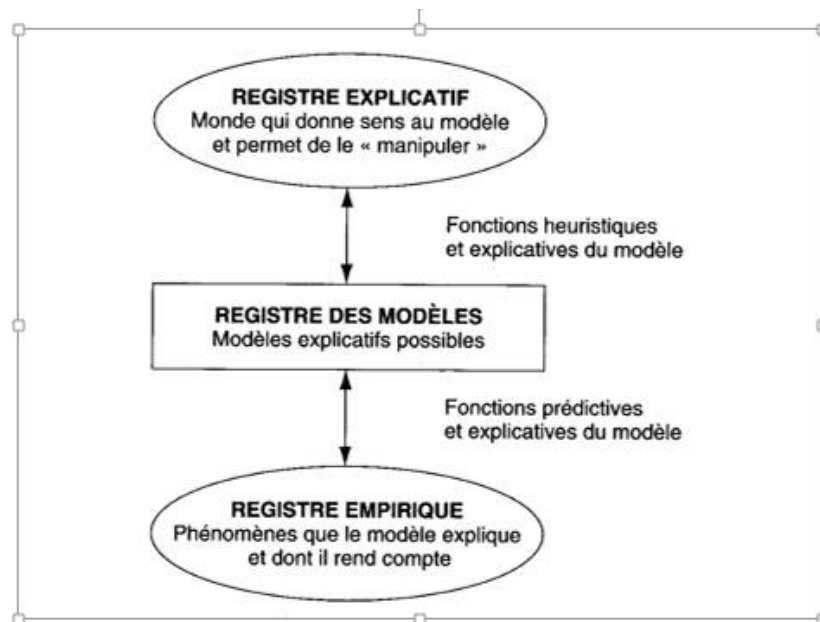 REGISTRE EXPLICATIF
Monde qui donne sens au modèle
et permet de le « manipuler »
Fonctions heuristiques
et explicatives du modèle
REGISTRE DES MODÈLES
Modèles explicatifs possibles
Fonctions prédictives
et explicatives du modèle
REGISTRE EMPIRIQUE
Phénomènes que le modèle explique
et dont il rend compte